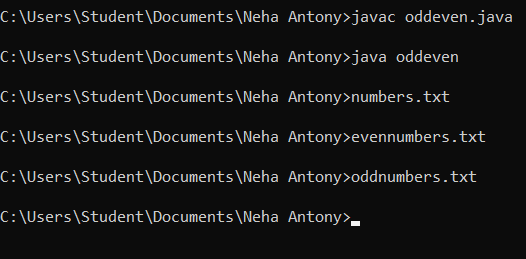 C:\Users\Student\Documents\Neha Antony>javac oddeven.java
C:\Users\Student\Documents\Neha Antony>java oddeven
C:\Users\Student\Documents\Neha Antony>numbers.txt
C:\Users\Student\Documents\Neha Antony>evennumbers.txt
C:\Users\Student\Documents\Neha Antony>oddnumbers.txt
C:\Users\Student\Documents\Neha Antony>